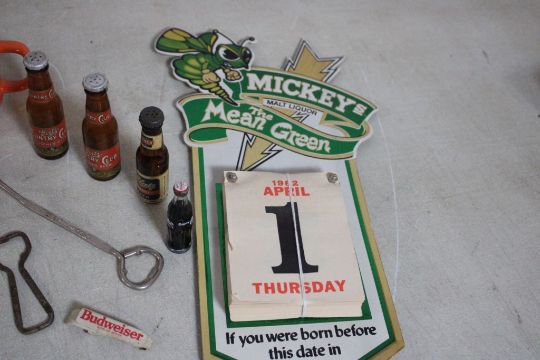 MICKEY'S
MALT LIQUOR
The
Mean Green
1982
APRIL
1
THURSDAY
If you were born before
this date in
Budweiser